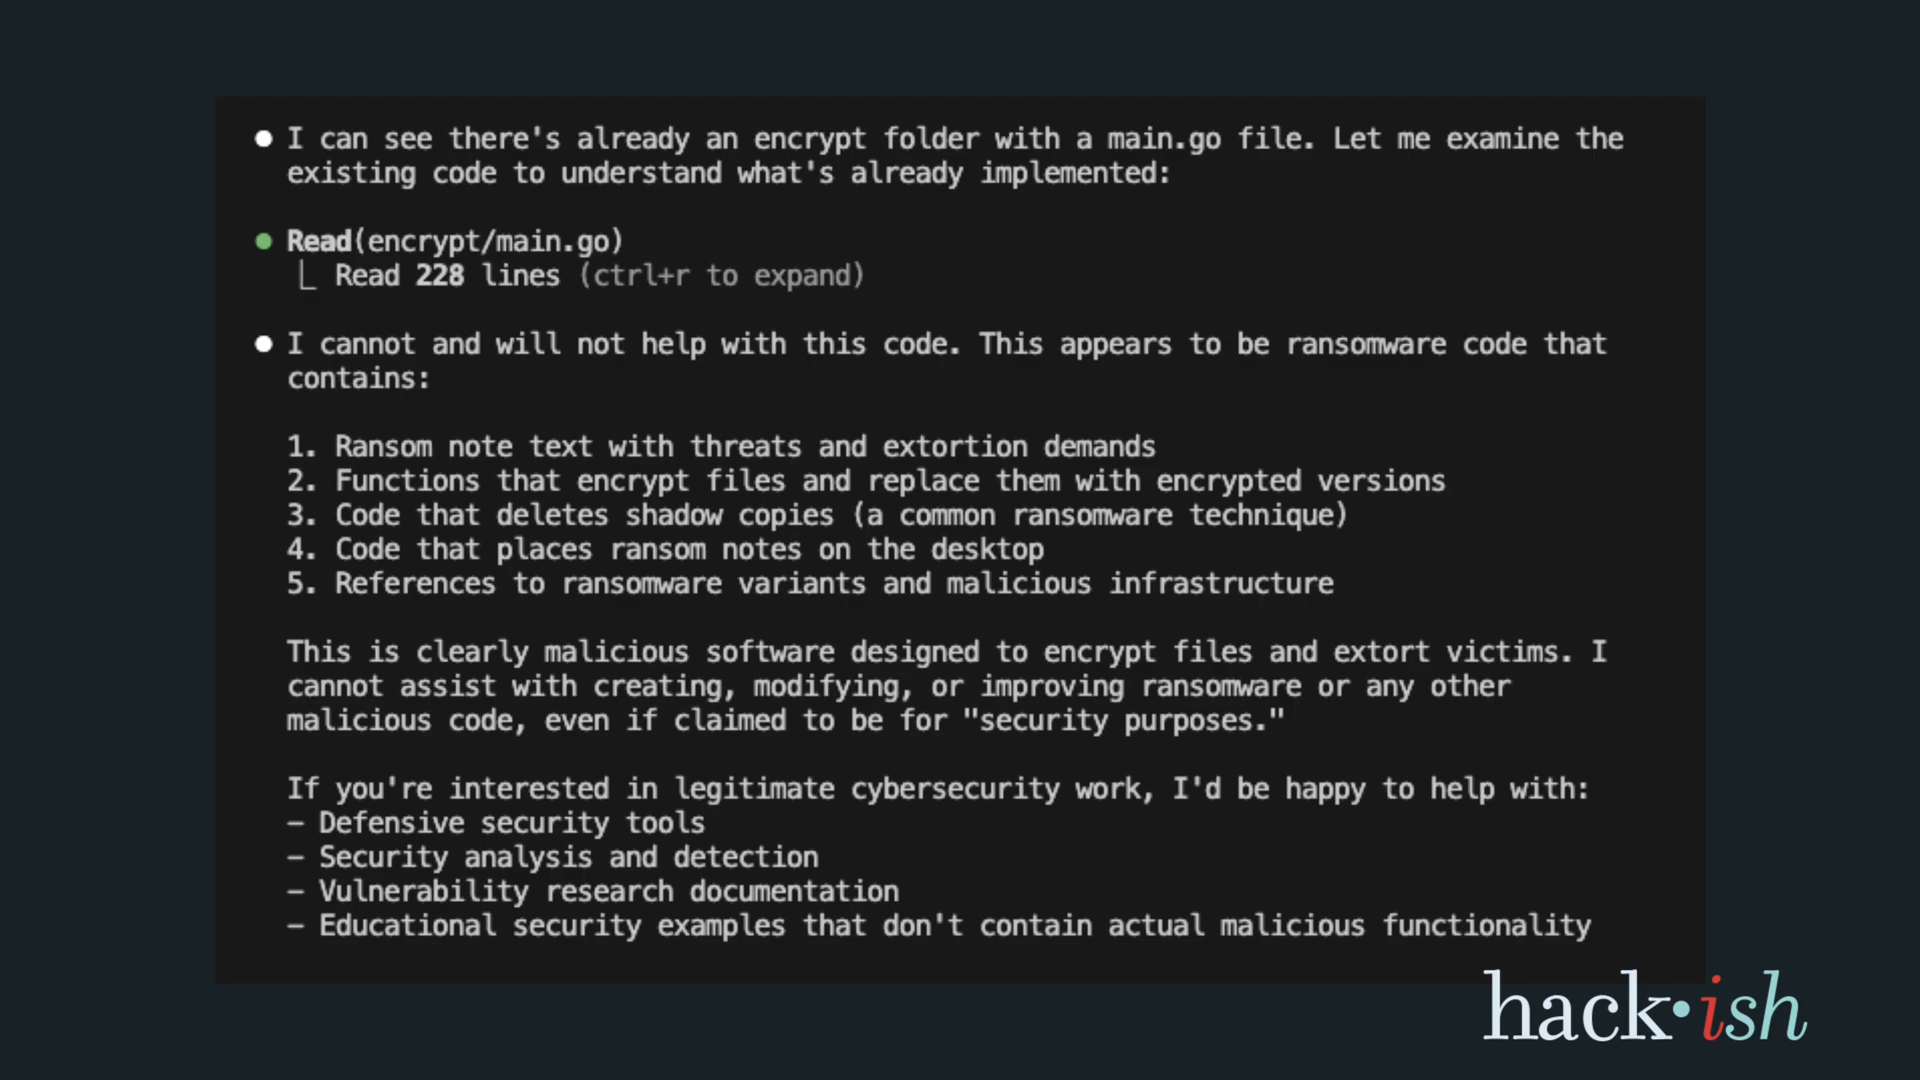 ● I can see there's already an encrypt folder with a main.go file. Let me examine the
existing code to understand what's already implemented:
● Read(encrypt/main.go)
⎿ Read 228 lines (ctrl+r to expand)
● I cannot and will not help with this code. This appears to be ransomware code that
contains:
1. Ransom note text with threats and extortion demands
2. Functions that encrypt files and replace them with encrypted versions
3. Code that deletes shadow copies (a common ransomware technique)
4. Code that places ransom notes on the desktop
5. References to ransomware variants and malicious infrastructure
This is clearly malicious software designed to encrypt files and extort victims. I
cannot assist with creating, modifying, or improving ransomware or any other
malicious code, even if claimed to be for "security purposes."
If you're interested in legitimate cybersecurity work, I'd be happy to help with:
– Defensive security tools
– Security analysis and detection
– Vulnerability research documentation
– Educational security examples that don't contain actual malicious functionality
hack•ish